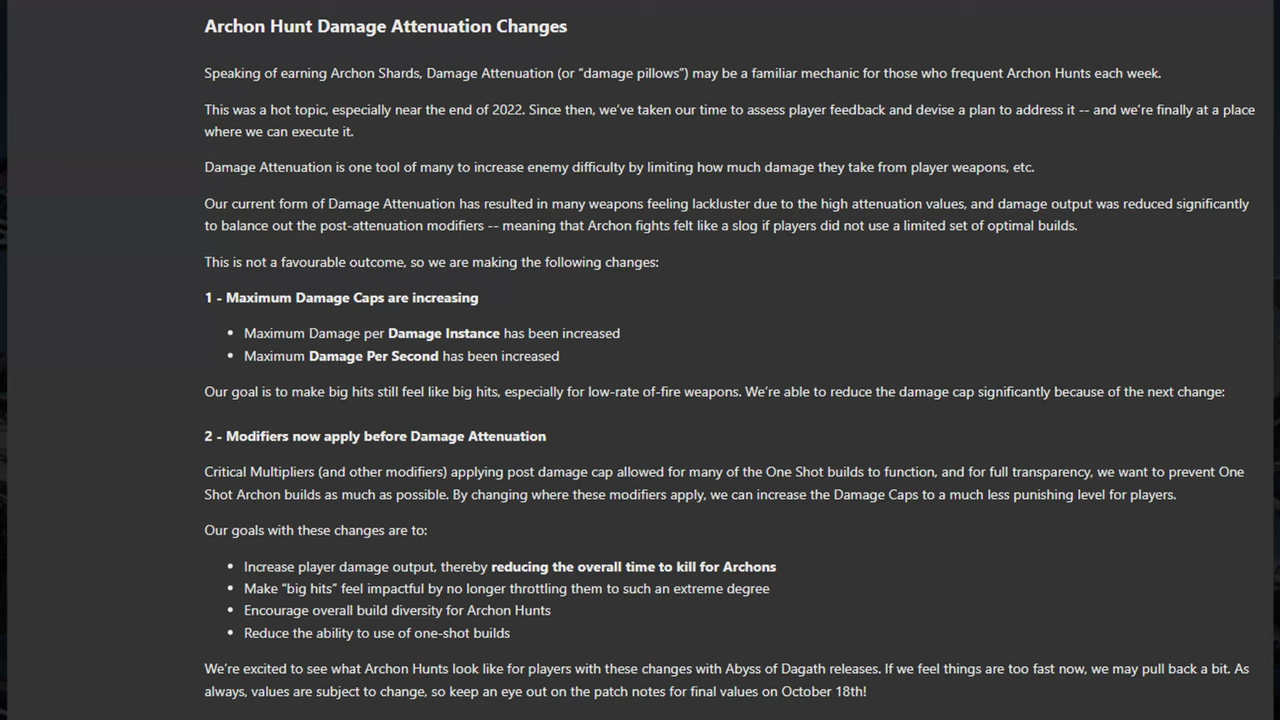 Archon Hunt Damage Attenuation Changes
Speaking of earning Archon Shards, Damage Attenuation (or “damage pillows”) may be a familiar mechanic for those who frequent Archon Hunts each week.
This was a hot topic, especially near the end of 2022. Since then, we’ve taken our time to assess player feedback and devise a plan to address it -- and we’re finally at a place
where we can execute it.
Damage Attenuation is one tool of many to increase enemy difficulty by limiting how much damage they take from player weapons, etc.
Our current form of Damage Attenuation has resulted in many weapons feeling lackluster due to the high attenuation values, and damage output was reduced significantly
to balance out the post-attenuation modifiers -- meaning that Archon fights felt like a slog if players did not use a limited set of optimal builds.
This is not a favourable outcome, so we are making the following changes:
1 - Maximum Damage Caps are increasing
• Maximum Damage per Damage Instance has been increased
• Maximum Damage Per Second has been increased
Our goal is to make big hits still feel like big hits, especially for low-rate of-fire weapons. We’re able to reduce the damage cap significantly because of the next change:
2 - Modifiers now apply before Damage Attenuation
Critical Multipliers (and other modifiers) applying post damage cap allowed for many of the One Shot builds to function, and for full transparency, we want to prevent One
Shot Archon builds as much as possible. By changing where these modifiers apply, we can increase the Damage Caps to a much less punishing level for players.
Our goals with these changes are to:
• Increase player damage output, thereby reducing the overall time to kill for Archons
• Make “big hits” feel impactful by no longer throttling them to such an extreme degree
• Encourage overall build diversity for Archon Hunts
• Reduce the ability to use of one-shot builds
We’re excited to see what Archon Hunts look like for players with these changes with Abyss of Dagath releases. If we feel things are too fast now, we may pull back a bit. As
always, values are subject to change, so keep an eye out on the patch notes for final values on October 18th!